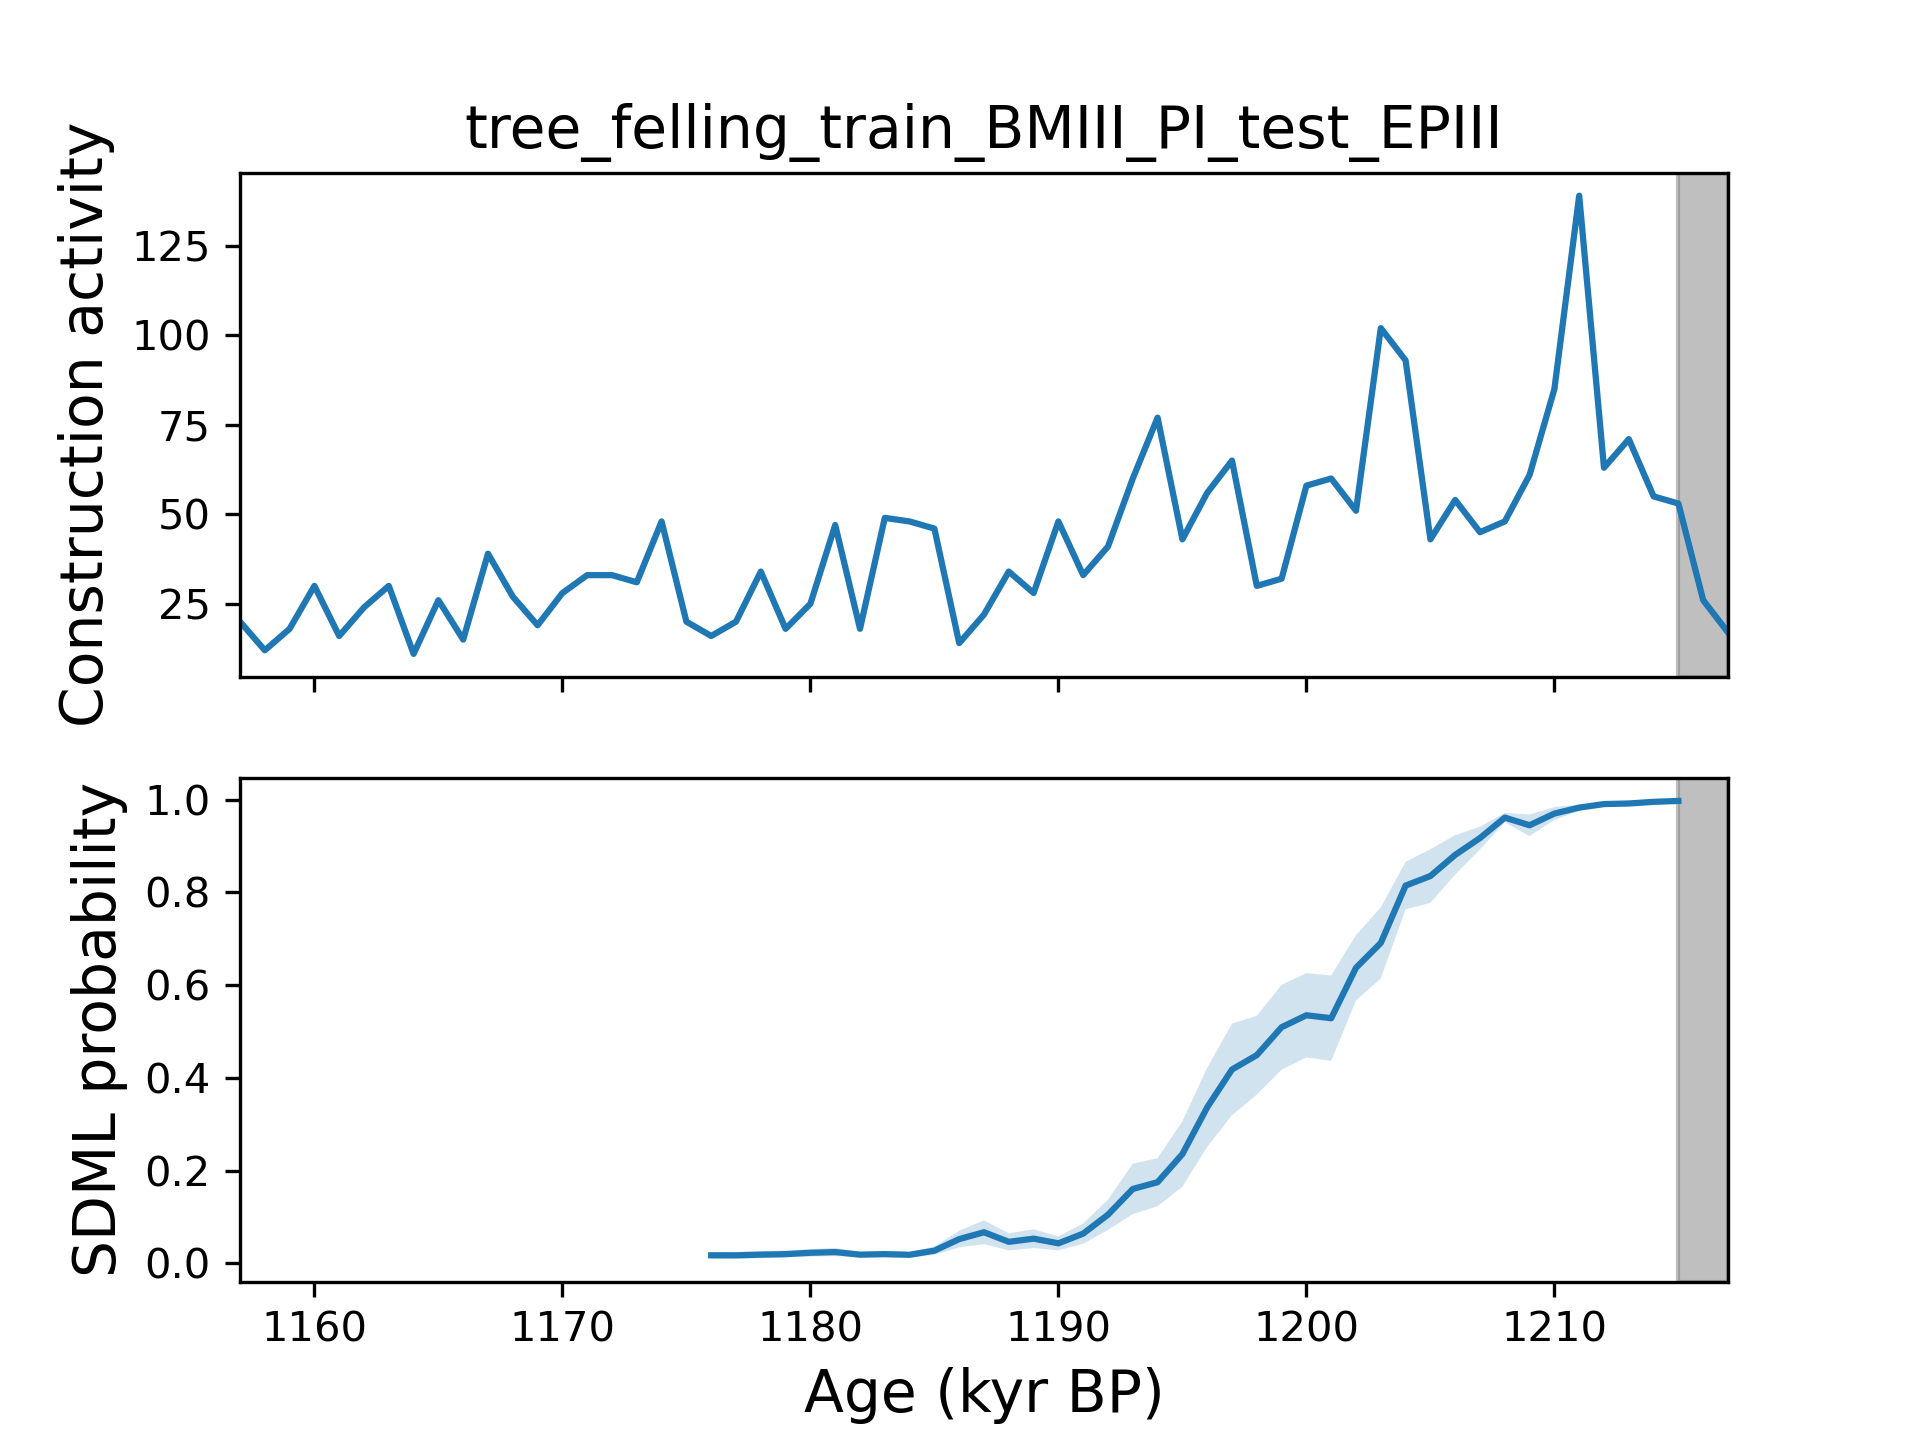 tree_felling_train_BMIII_PI_test_EPIII
Construction activity
125
100
75
50
25
SDML probability
1.0
0.8
0.6
0.4
0.2
0.0
1160 1170 1180 1190 1200 1210
Age (kyr BP)